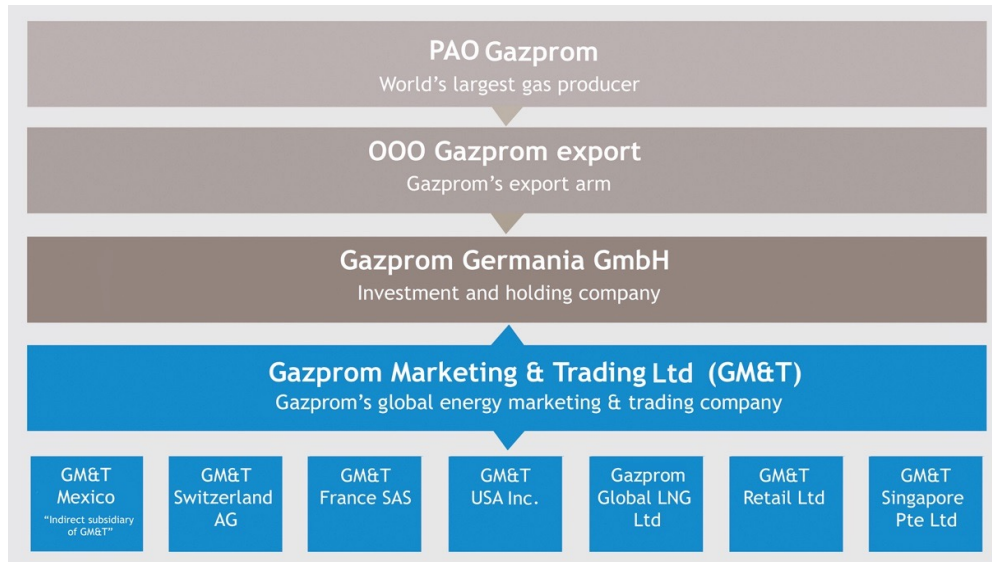 PAO Gazprom
World's largest gas producer
OOO Gazprom export
Gazprom's export arm
Gazprom Germania GmbH
Investment and holding company
Gazprom Marketing & Trading Ltd (GM&T)
Gazprom's global energy marketing & trading company
GM&T
Mexico
"Indirect subsidiary
of GM&T"
GM&T
Switzerland
AG
GM&T
France SAS
GM&T
USA Inc.
Gazprom
Global LNG
Ltd
GM&T
Retail Ltd
GM&T
Singapore
Pte Ltd